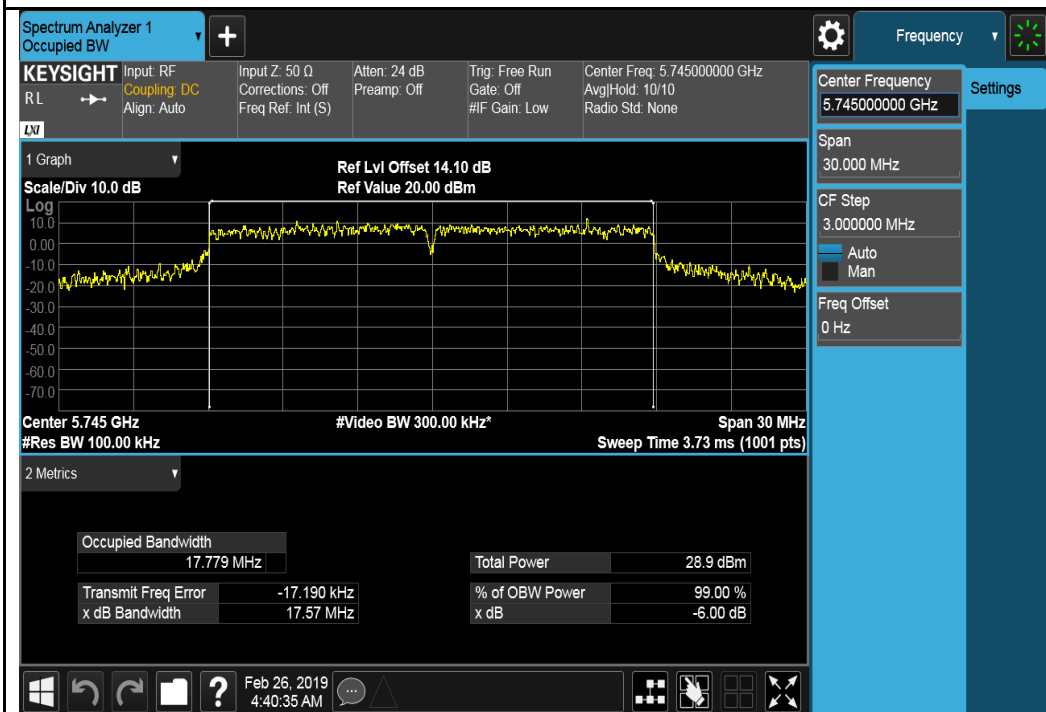 Spectrum Analyzer 1
Occupied BW
+
Frequency
KEYSIGHT
R L
LXI
Input: RF
Coupling: DC
Align: Auto
Input Z: 50 Ω
Corrections: Off
Freq Ref: Int (S)
Atten: 24 dB
Preamp: Off
Trig: Free Run
Gate: Off
#IF Gain: Low
Center Freq: 5.745000000 GHz
Avg|Hold: 10/10
Radio Std: None
Center Frequency
5.745000000 GHz
Settings
Span
30.000 MHz
CF Step
3.000000 MHz
Auto
Man
Freq Offset
0 Hz
1 Graph
Scale/Div 10.0 dB
Ref Lvl Offset 14.10 dB
Ref Value 20.00 dBm
Log
10.0
0.00
-10.0
-20.0
-30.0
-40.0
-50.0
-60.0
-70.0
Center 5.745 GHz
#Video BW 300.00 kHz*
Span 30 MHz
#Res BW 100.00 kHz
Sweep Time 3.73 ms (1001 pts)
2 Metrics
Occupied Bandwidth
17.779 MHz
Total Power 28.9 dBm
Transmit Freq Error -17.190 kHz
% of OBW Power 99.00 %
x dB Bandwidth 17.57 MHz
x dB -6.00 dB
?
Feb 26, 2019
4:40:35 AM